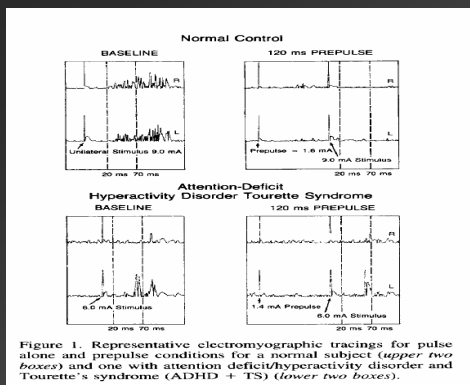 Normal Control
BASELINE
120 ms PREPULSE
R
R
L
L
Unilateral Stimulus 9.0 mA
Prepulse - 1.8 mA
9.0 mA Stimulus
20 ms 70 ms
20 ms 70 ms
Attention-Deficit
Hyperactivity Disorder Tourette Syndrome
BASELINE
120 ms PREPULSE
R
R
L
L
6.0 mA Stimulus
1.4 mA Prepulse
6.0 mA Stimulus
20 ms 70 ms
20 ms 70 ms
Figure 1. Representative electromyographic tracings for pulse
alone and prepulse conditions for a normal subject (upper two
boxes) and one with attention deficit/hyperactivity disorder and
Tourette's syndrome (ADHD + TS) (lower two boxes).